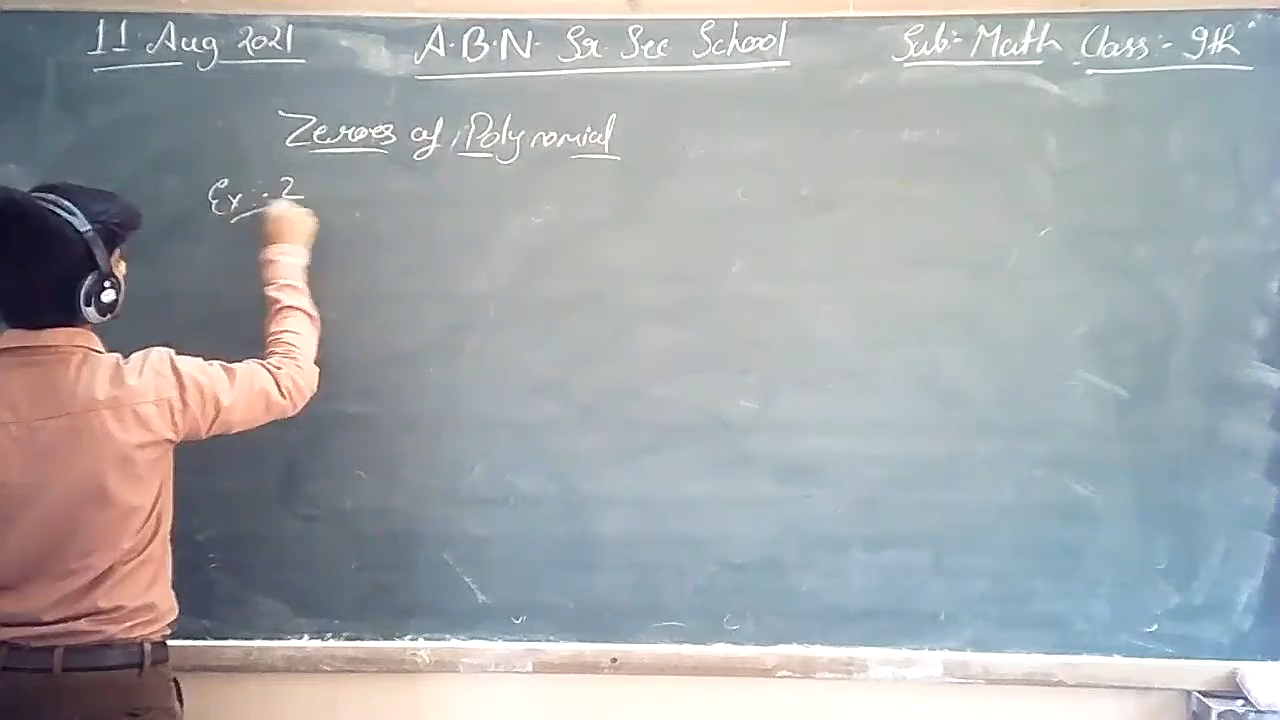 11 Aug 2021 A.B.N. Sr. Sec School Sub:- Math Class:- 9th
Zeroes of Polynomial
Ex:- 2